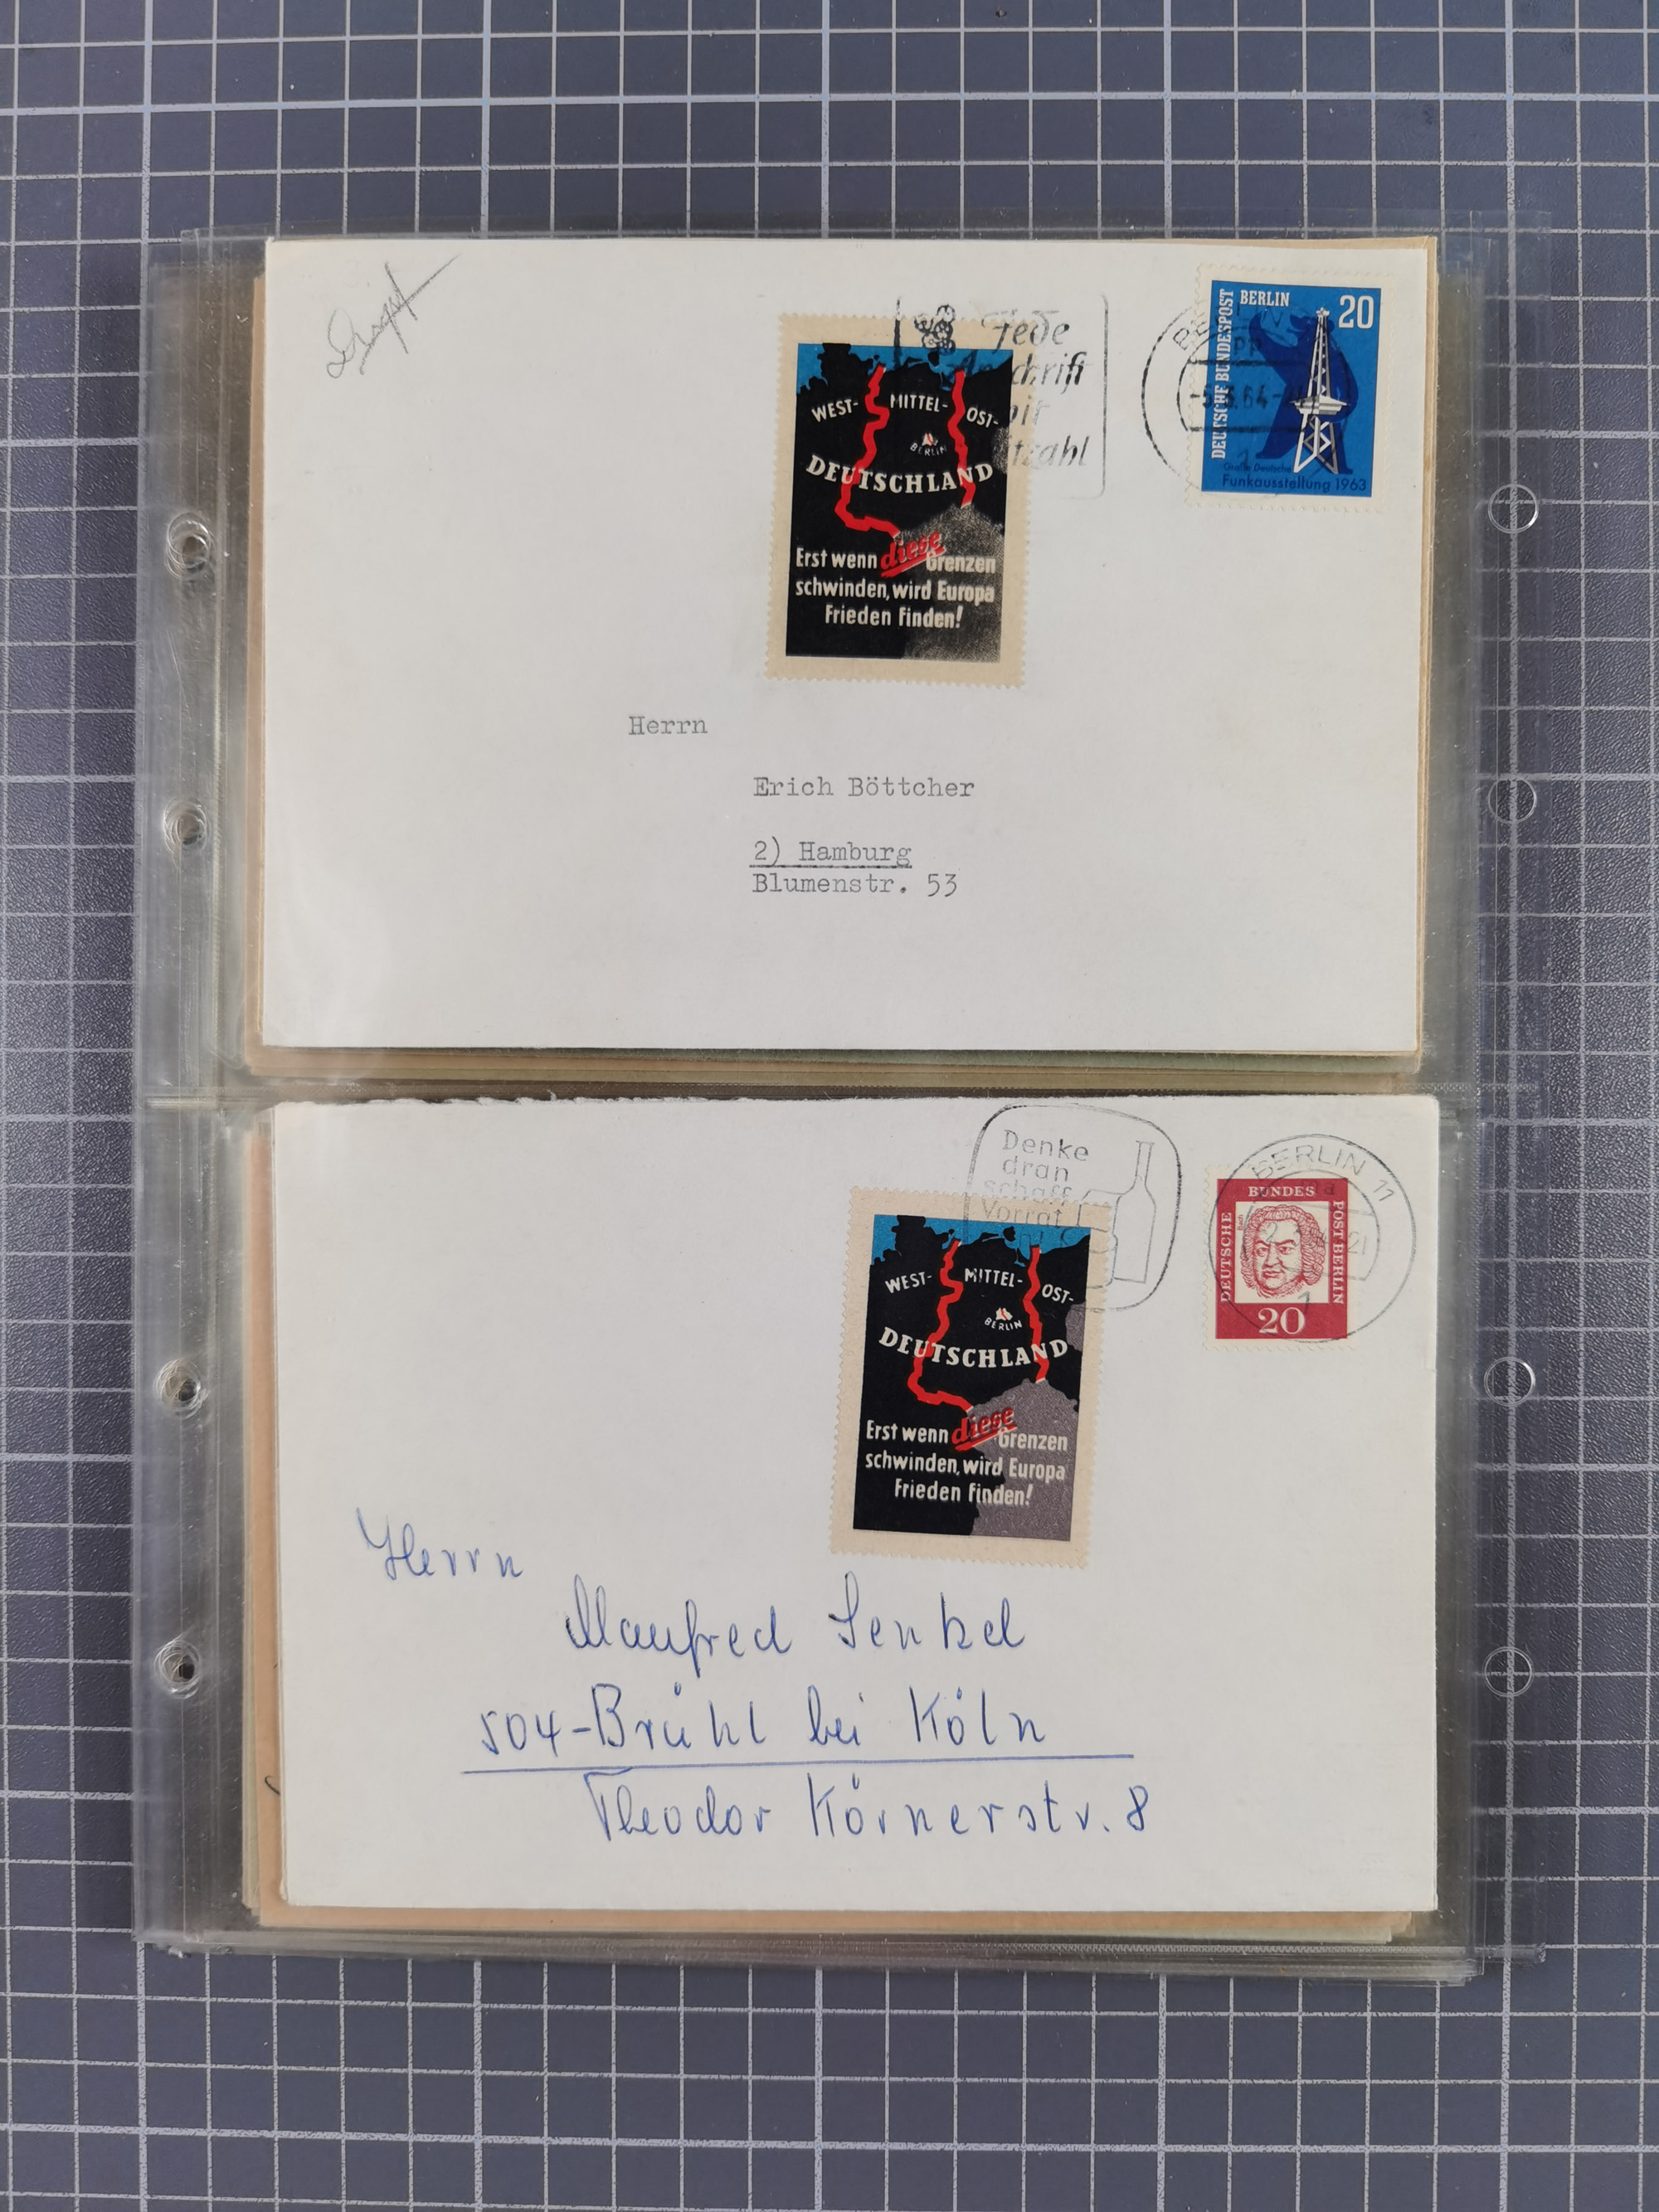 Jede
Anschrift
mit
DEUTSCHE BUNDESPOST
BERLIN
20
Funkausstellung 1963
WEST- MITTEL- OST-
BERLIN
DEUTSCHLAND
Erst wenn diese Grenzen
schwinden, wird Europa
Frieden finden!
Herrn
Erich Böttcher
2) Hamburg
Blumenstr. 53
Denke
dran
schaff
Vorrat
BERLIN 11
DEUTSCHE
BUNDES
POST BERLIN
Bach
20
WEST- MITTEL- OST-
BERLIN
DEUTSCHLAND
Erst wenn diese Grenzen
schwinden, wird Europa
Frieden finden!
Herrn
Manfred Senkel
504-Brühl bei Köln
Theodor Körnerstr. 8